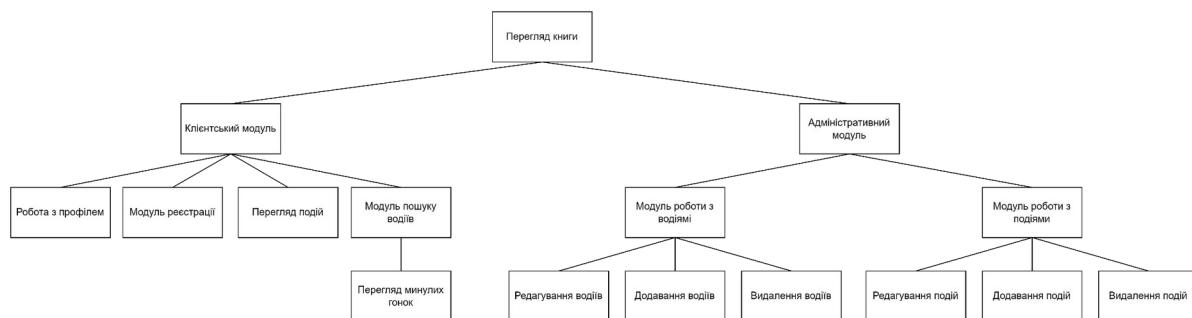 Перегляд книги
Клієнтський модуль
Адміністративний
модуль
Робота з профілем
Модуль реєстрації
Перегляд подій
Модуль пошуку
водіїв
Модуль роботи з
водіямі
Модуль роботи з
подіями
Перегляд минулих
гонок
Редагування водіїв
Додавання водіїв
Видалення водіїв
Редагування подій
Додавання подій
Видалення подій